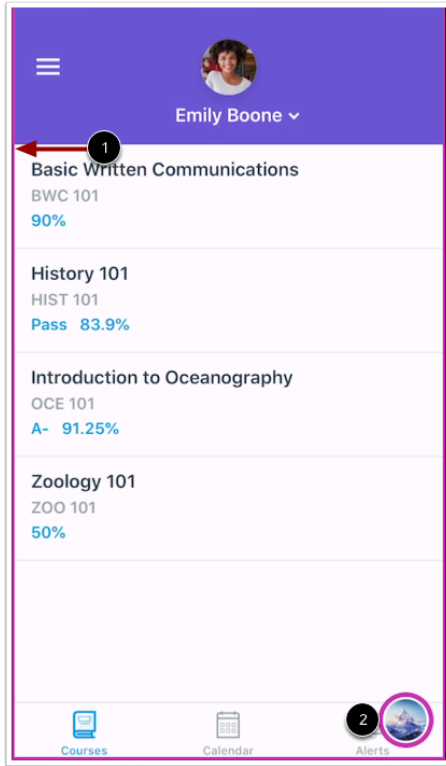 Emily Boone
1
Basic Written Communications
BWC 101
90%
History 101
HIST 101
Pass 83.9%
Introduction to Oceanography
OCE 101
A- 91.25%
Zoology 101
ZOO 101
50%
2
Courses Calendar Alerts